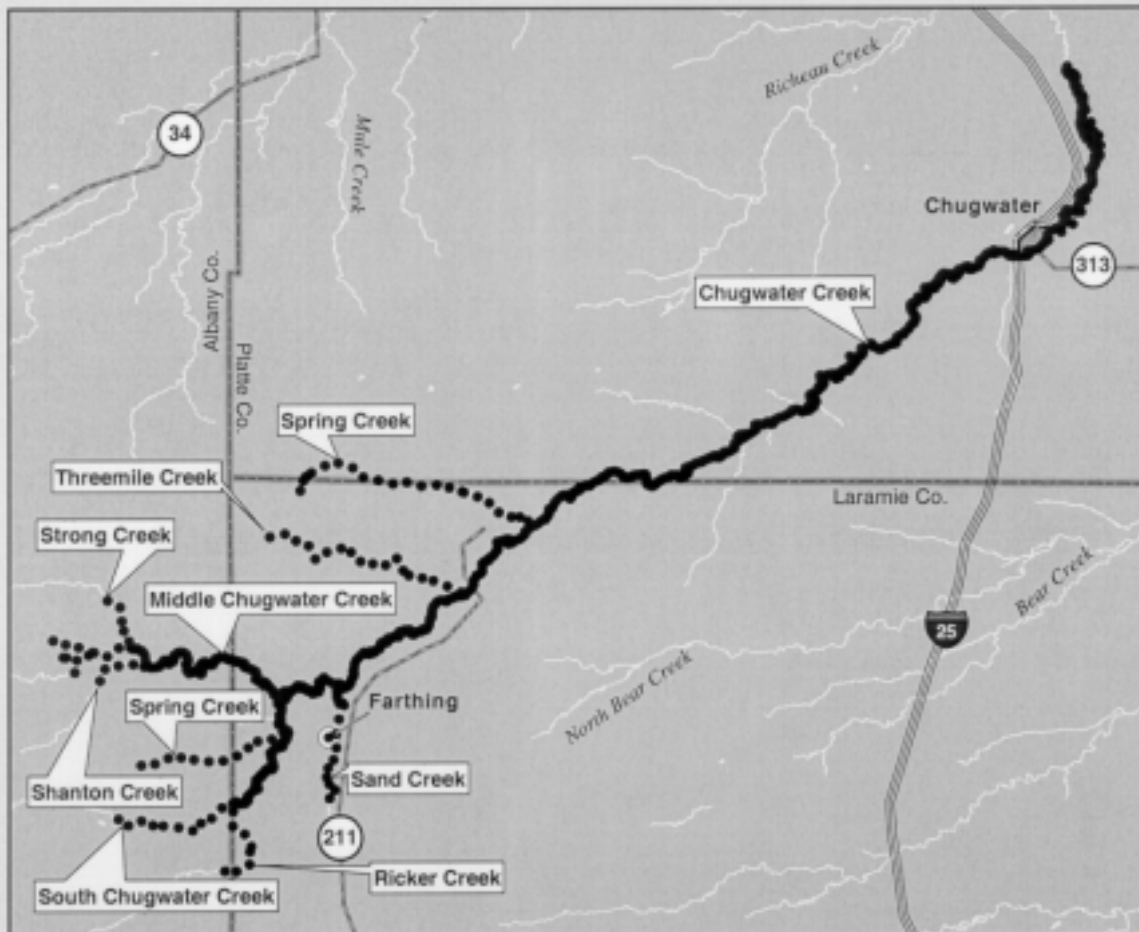 Richeau Creek
34
Mule Creek
Chugwater
313
Albany Co.
Chugwater Creek
Platte Co.
Spring Creek
Threemile Creek
Laramie Co.
Strong Creek
Bear Creek
Middle Chugwater Creek
25
North Bear Creek
Farthing
Spring Creek
Sand Creek
Shanton Creek
211
Ricker Creek
South Chugwater Creek